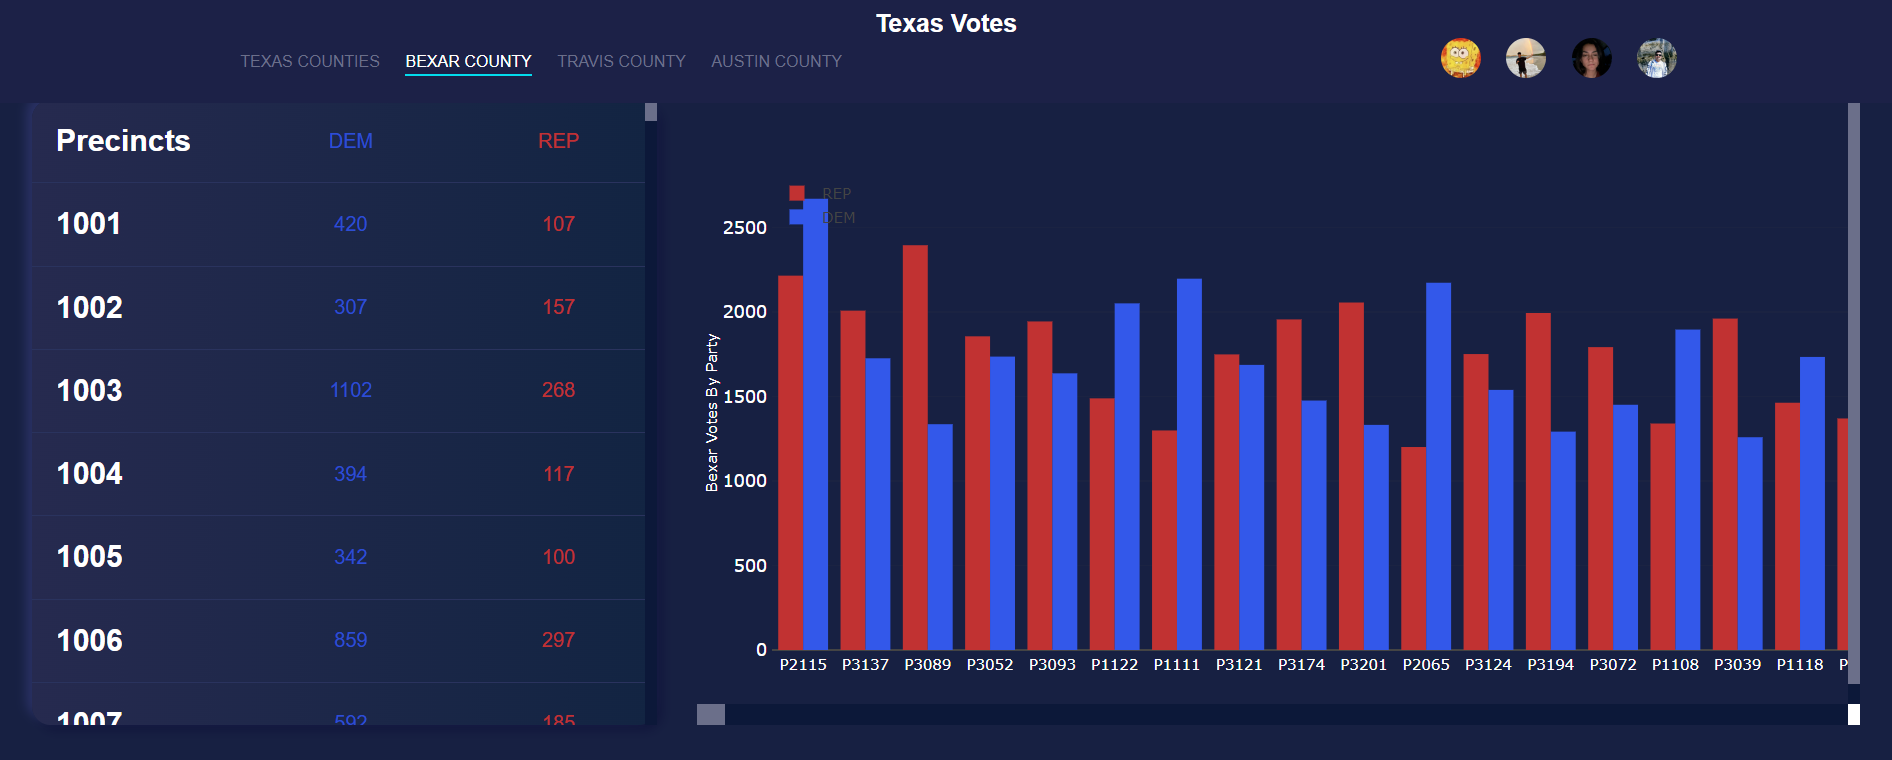 Texas Votes
TEXAS COUNTIES BEXAR COUNTY TRAVIS COUNTY AUSTIN COUNTY
Precincts DEM REP
1001 420 107
1002 307 157
1003 1102 268
1004 394 117
1005 342 100
1006 859 297
1007 592 185
REP
DEM
2500
2000
1500
1000
500
0
Bexar Votes By Party
P2115 P3137 P3089 P3052 P3093 P1122 P1111 P3121 P3174 P3201 P2065 P3124 P3194 P3072 P1108 P3039 P1118